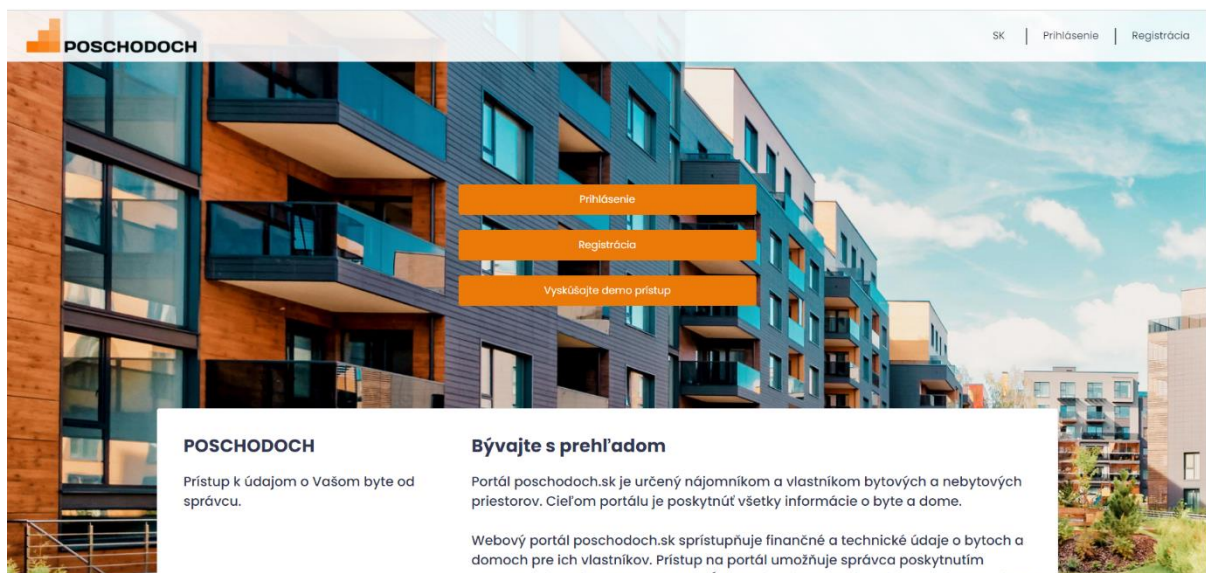 POSCHODOCH
SK
Prihlásenie
Registrácia
Prihlásenie
Registrácia
Vyskúšajte demo prístup
POSCHODOCH
Prístup k údajom o Vašom byte od
správcu.
Bývajte s prehľadom
Portál poschodoch.sk je určený nájomníkom a vlastníkom bytových a nebytových
priestorov. Cieľom portálu je poskytnúť všetky informácie o byte a dome.
Webový portál poschodoch.sk sprístupňuje finančné a technické údaje o bytoch a
domoch pre ich vlastníkov. Prístup na portál umožňuje správca poskytnutím